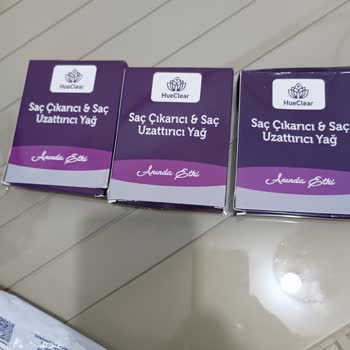 HueClear
Saç Çıkarıcı & Saç
Uzattırıcı Yağ
Anında Etki
HueClear
Saç Çıkarıcı & Saç
Uzattırıcı Yağ
Anında Etki
HueClear
Saç Çıkarıcı & Saç
Uzattırıcı Yağ
Anında Etki